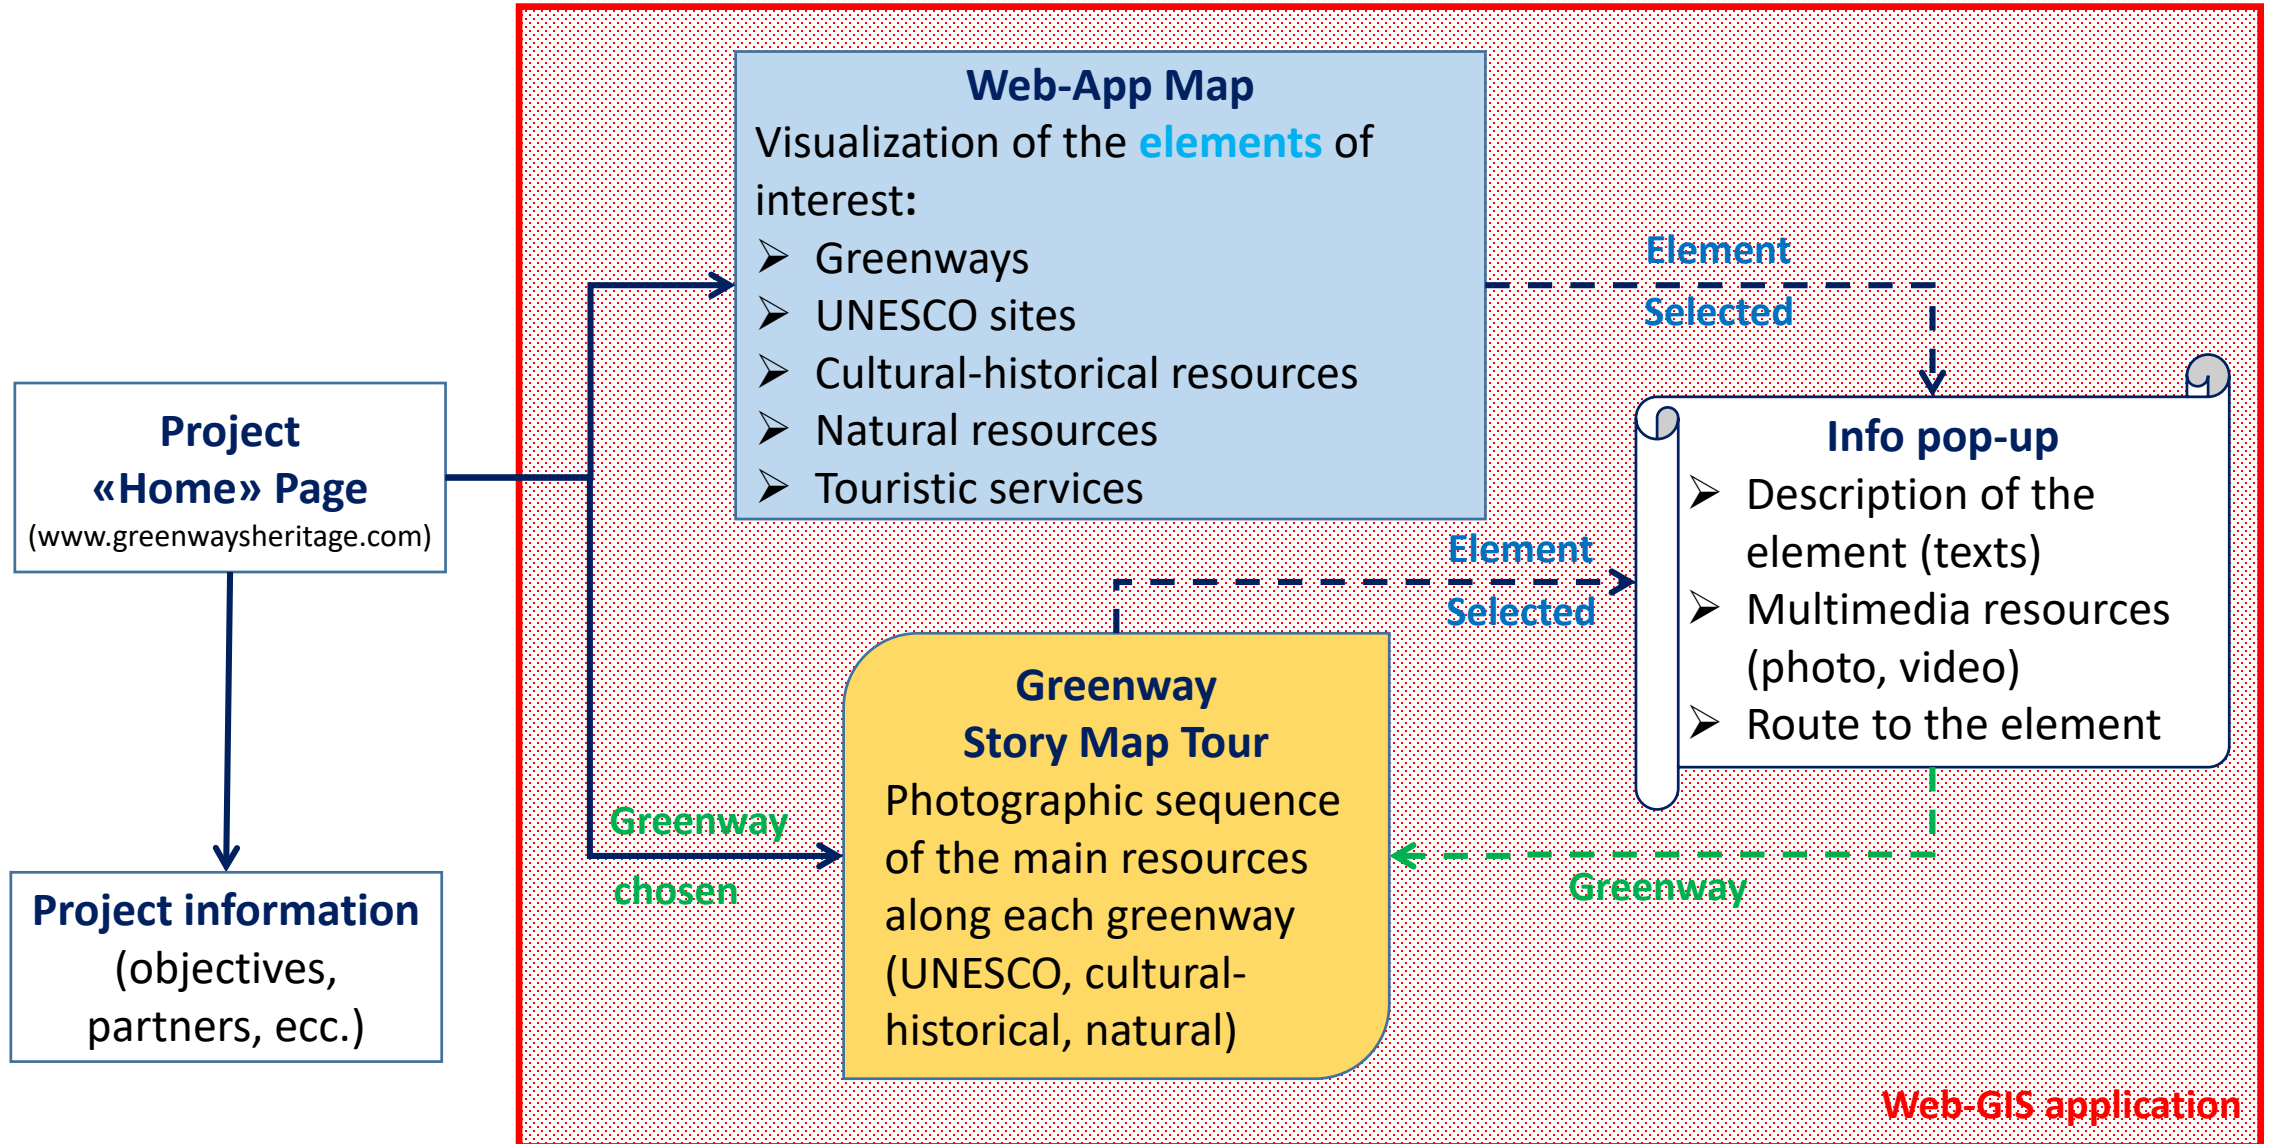 Project
«Home» Page
(www.greenwaysheritage.com)
Project information
(objectives,
partners, ecc.)
Web-App Map
Visualization of the elements of
interest:
➢ Greenways
➢ UNESCO sites
➢ Cultural-historical resources
➢ Natural resources
➢ Touristic services
Element
Selected
Info pop-up
➢ Description of the
element (texts)
➢ Multimedia resources
(photo, video)
➢ Route to the element
Element
Selected
Greenway
chosen
Greenway
Story Map Tour
Photographic sequence
of the main resources
along each greenway
(UNESCO, cultural-
historical, natural)
Greenway
Web-GIS application